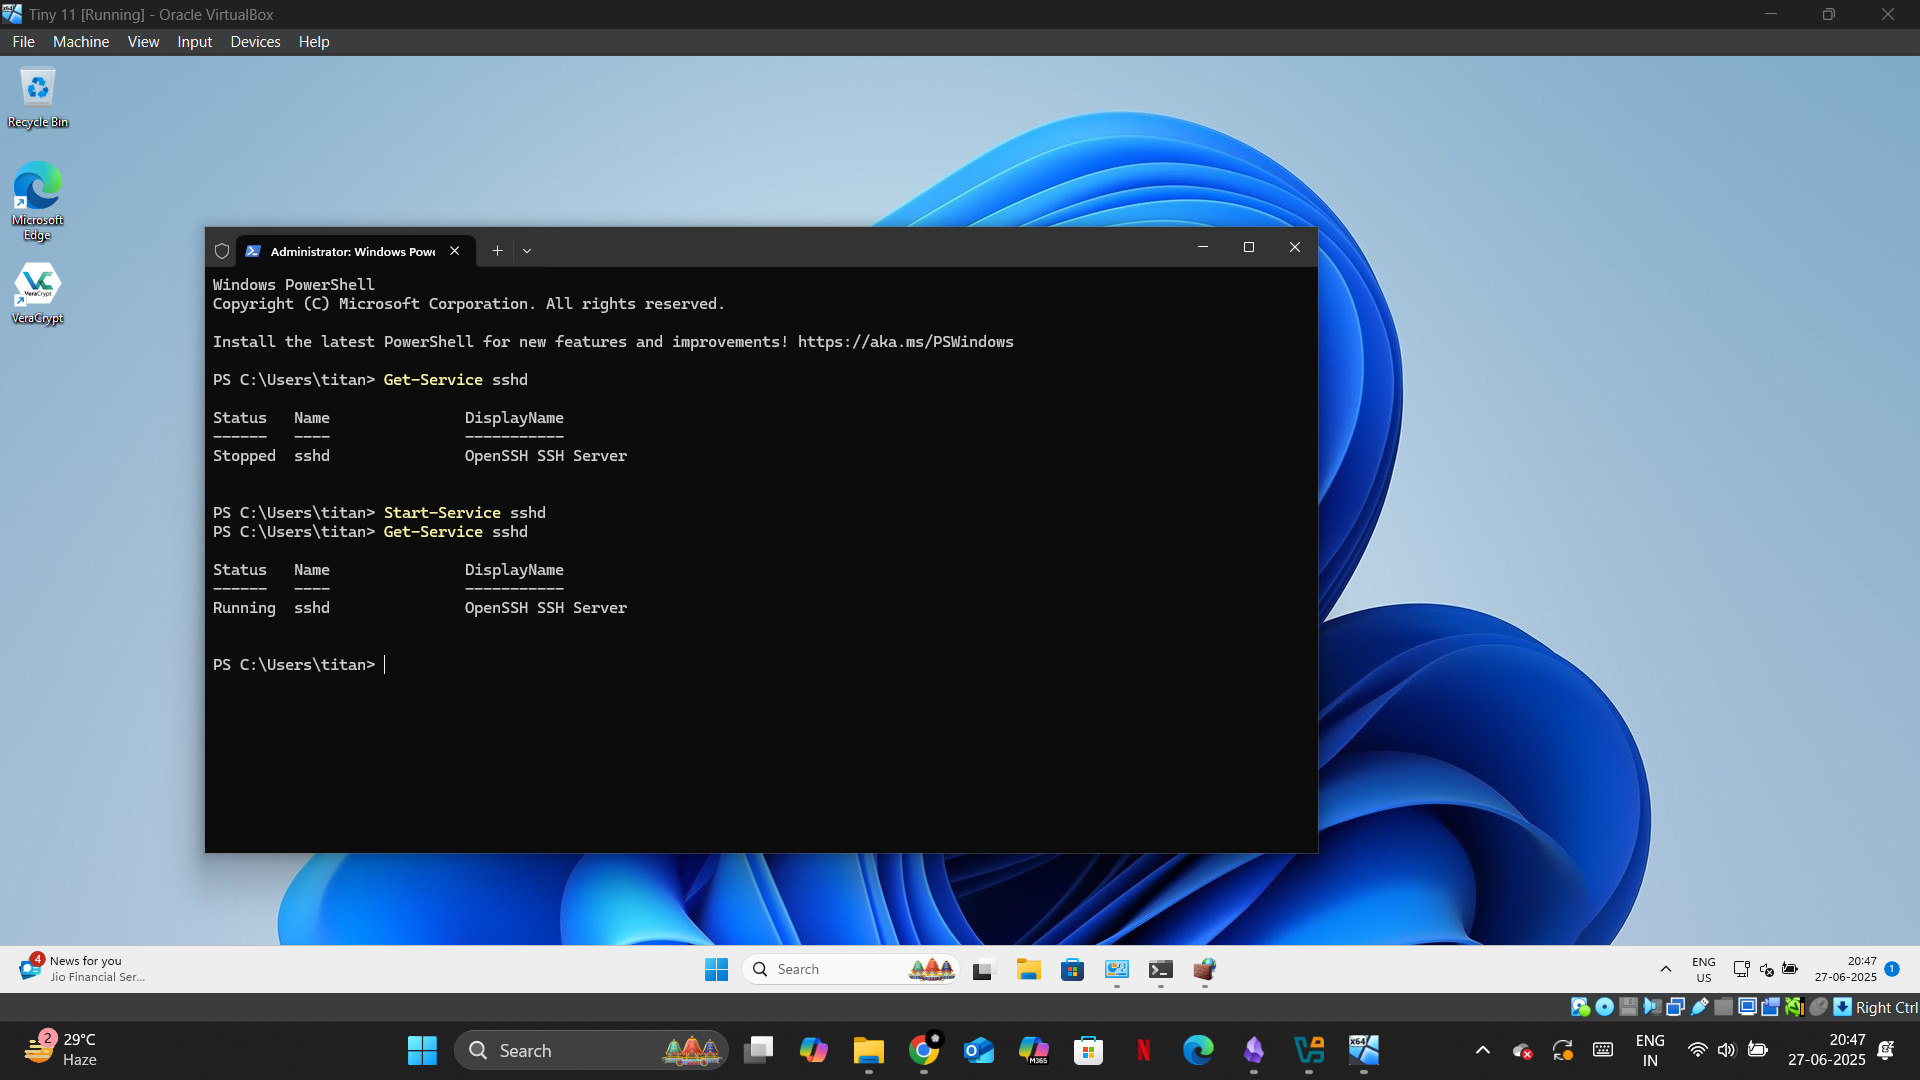 Tiny 11 [Running] - Oracle VirtualBox
File Machine View Input Devices Help
Recycle Bin
Microsoft
Edge
VeraCrypt
Administrator: Windows Powe
Windows PowerShell
Copyright (C) Microsoft Corporation. All rights reserved.
Install the latest PowerShell for new features and improvements! https://aka.ms/PSWindows
PS C:\Users\titan> Get-Service sshd
Status Name DisplayName
------ ---- -----------
Stopped sshd OpenSSH SSH Server
PS C:\Users\titan> Start-Service sshd
PS C:\Users\titan> Get-Service sshd
Status Name DisplayName
------ ---- -----------
Running sshd OpenSSH SSH Server
PS C:\Users\titan>
4 News for you
Jio Financial Ser...
Search
ENG
US
20:47
27-06-2025
1
Right Ctrl
2 29°C
Haze
Search
M365
N
x64
ENG
IN
20:47
27-06-2025